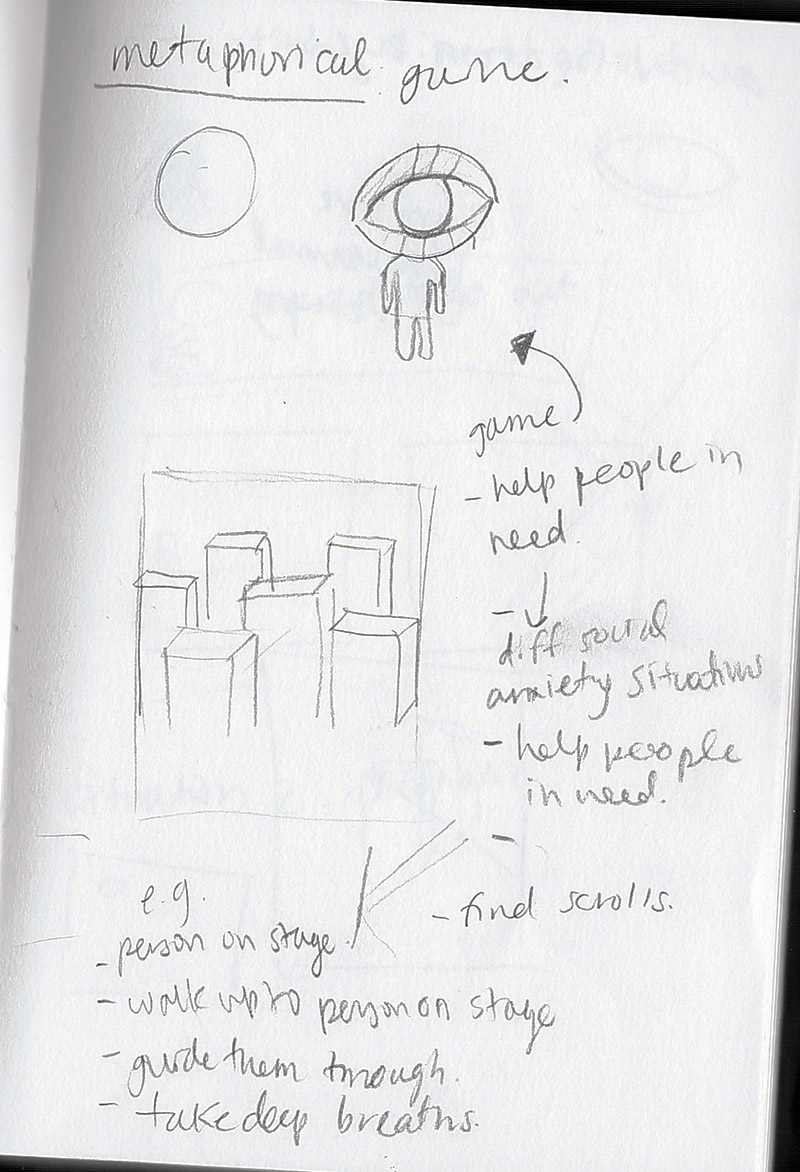 metaphorical game.
game
- help people in
need.
- ↓
diff social
anxiety situations
- help people
in need.
-
- find scrolls.
e.g.
- person on stage.
- walk up to person on stage
- guide them through.
- take deep breaths.